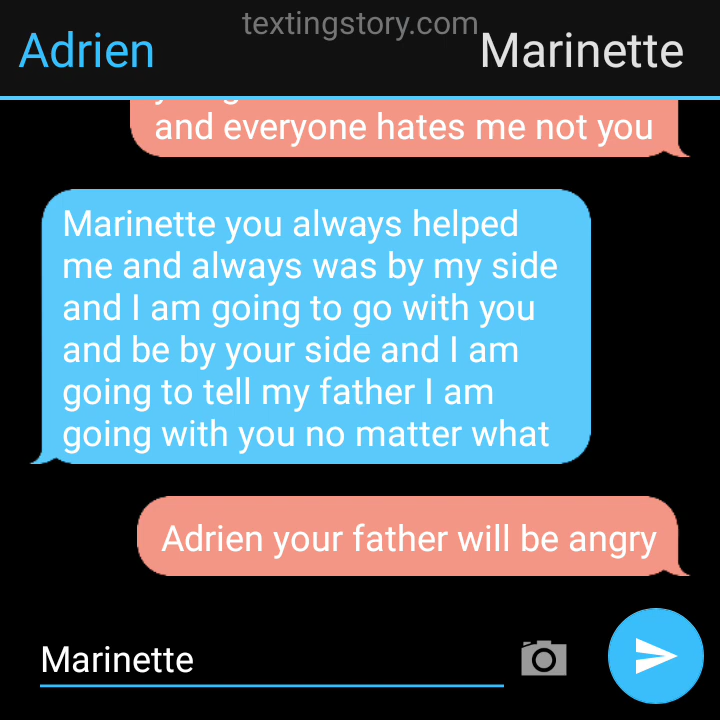 textingstory.com
Adrien
Marinette
and everyone hates me not you
Marinette you always helped
me and always was by my side
and I am going to go with you
and be by your side and I am
going to tell my father I am
going with you no matter what
Adrien your father will be angry
Marinette